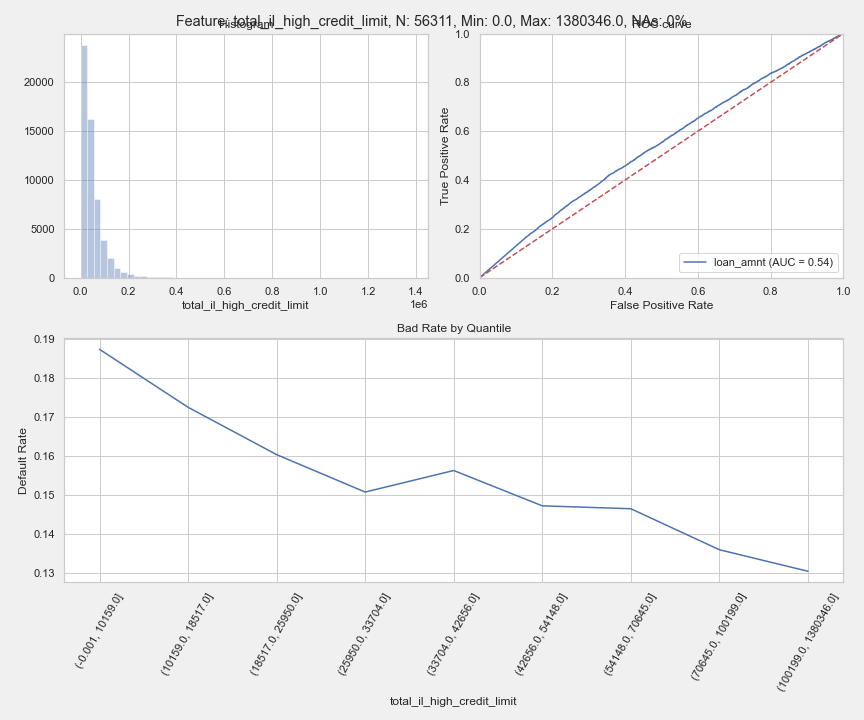 Feature: total_il_high_credit_limit, N: 56311, Min: 0.0, Max: 1380346.0, NAs: 0%
Histogram
20000
15000
10000
5000
0
0.0 0.2 0.4 0.6 0.8 1.0 1.2 1.4
1e6
total_il_high_credit_limit
ROC curve
True Positive Rate
1.0
0.8
0.6
0.4
0.2
0.0
loan_amnt (AUC = 0.54)
0.0 0.2 0.4 0.6 0.8 1.0
False Positive Rate
Bad Rate by Quantile
Default Rate
0.19
0.18
0.17
0.16
0.15
0.14
0.13
(-0.001, 10159.0]
(10159.0, 18517.0]
(18517.0, 25950.0]
(25950.0, 33704.0]
(33704.0, 42656.0]
(42656.0, 54148.0]
(54148.0, 70645.0]
(70645.0, 100199.0]
(100199.0, 1380346.0]
total_il_high_credit_limit